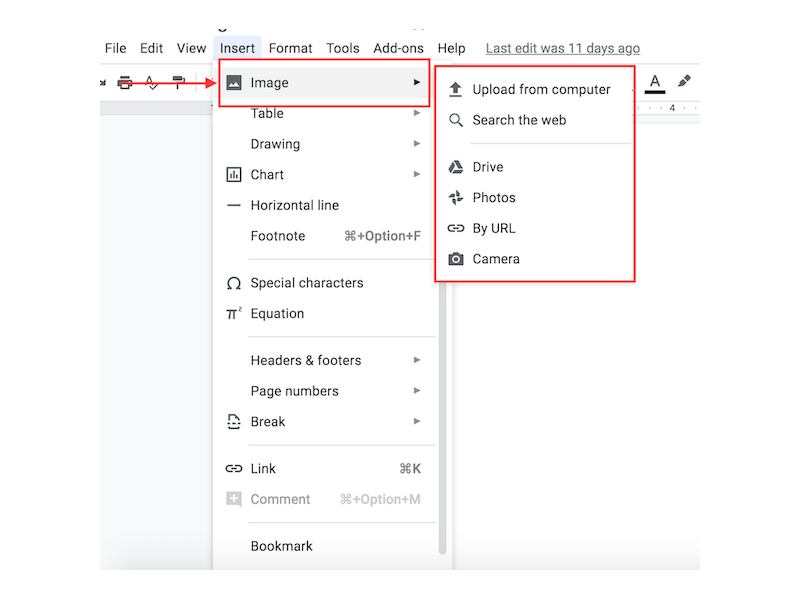 File Edit View Insert Format Tools Add-ons Help Last edit was 11 days ago
Image
Table
Drawing
Chart
Horizontal line
Footnote ⌘+Option+F
Special characters
Equation
Headers & footers
Page numbers
Break
Link ⌘K
Comment ⌘+Option+M
Bookmark
Upload from computer
Search the web
Drive
Photos
By URL
Camera
A
4